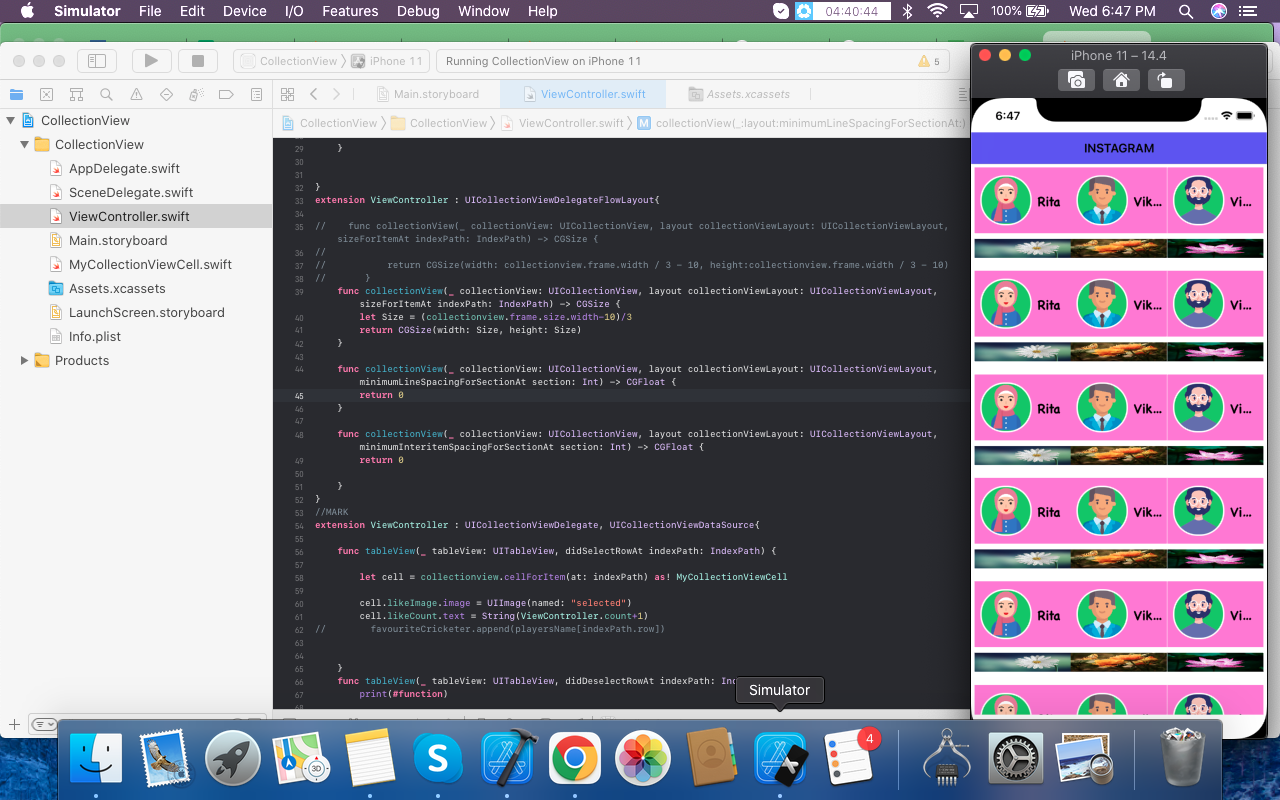 Simulator File Edit Device I/O Features Debug Window Help 04:40:44 100% Wed 6:47 PM
CollectionView iPhone 11 Running CollectionView on iPhone 11 5
Main.storyboard ViewController.swift Assets.xcassets
CollectionView CollectionView ViewController.swift M collectionView(_:layout:minimumLineSpacingForSectionAt:)
CollectionView
CollectionView
AppDelegate.swift
SceneDelegate.swift
ViewController.swift
Main.storyboard
MyCollectionViewCell.swift
Assets.xcassets
LaunchScreen.storyboard
Info.plist
Products
29 }
30
31
32 }
33 extension ViewController : UICollectionViewDelegateFlowLayout{
34
35 // func collectionView(_ collectionView: UICollectionView, layout collectionViewLayout: UICollectionViewLayout,
sizeForItemAt indexPath: IndexPath) -> CGSize {
36 //
37 // return CGSize(width: collectionview.frame.width / 3 - 10, height:collectionview.frame.width / 3 - 10)
38 // }
39 func collectionView(_ collectionView: UICollectionView, layout collectionViewLayout: UICollectionViewLayout,
sizeForItemAt indexPath: IndexPath) -> CGSize {
40 let Size = (collectionview.frame.size.width-10)/3
41 return CGSize(width: Size, height: Size)
42 }
43
44 func collectionView(_ collectionView: UICollectionView, layout collectionViewLayout: UICollectionViewLayout,
minimumLineSpacingForSectionAt section: Int) -> CGFloat {
45 return 0
46 }
47
48 func collectionView(_ collectionView: UICollectionView, layout collectionViewLayout: UICollectionViewLayout,
minimumInteritemSpacingForSectionAt section: Int) -> CGFloat {
49 return 0
50
51 }
52 }
53 //MARK
54 extension ViewController : UICollectionViewDelegate, UICollectionViewDataSource{
55
56 func tableView(_ tableView: UITableView, didSelectRowAt indexPath: IndexPath) {
57
58 let cell = collectionview.cellForItem(at: indexPath) as! MyCollectionViewCell
59
60 cell.likeImage.image = UIImage(named: "selected")
61 cell.likeCount.text = String(ViewController.count+1)
62 // favouriteCricketer.append(playersName[indexPath.row])
63
64
65 }
66 func tableView(_ tableView: UITableView, didDeselectRowAt indexPath:
67 print(#function)
68
iPhone 11 – 14.4
6:47
INSTAGRAM
Rita Vik... Vi...
Rita Vik... Vi...
Rita Vik... Vi...
Rita Vik... Vi...
Rita Vik... Vi...
Simulator
3D
4